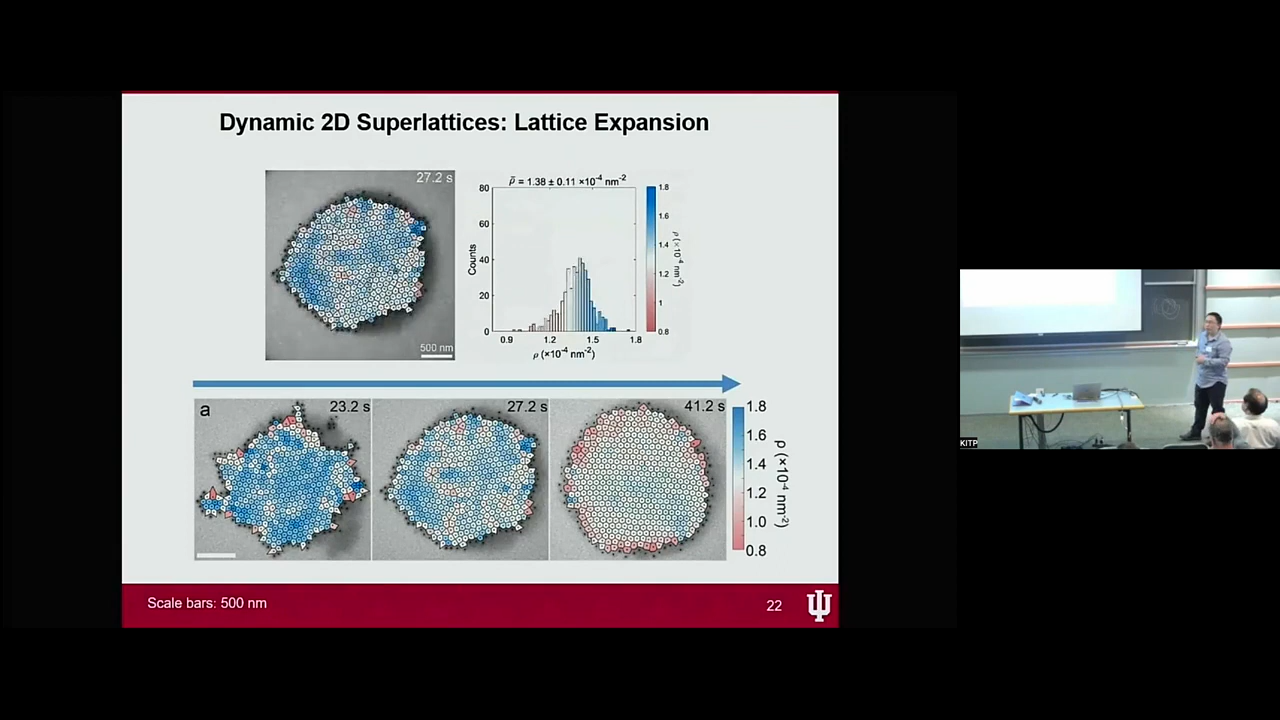 Dynamic 2D Superlattices: Lattice Expansion
27.2 s
500 nm
ρ̄ = 1.38 ± 0.11 ×10⁻⁴ nm⁻²
80
60
40
20
0
Counts
0.9 1.2 1.5 1.8
ρ (×10⁻⁴ nm⁻²)
1.8
1.6
1.4
1.2
1
0.8
ρ (×10⁻⁴ nm⁻²)
a
23.2 s
27.2 s
41.2 s
1.8
1.6
1.4
1.2
1.0
0.8
ρ (×10⁻⁴ nm⁻²)
Scale bars: 500 nm
22
KITP